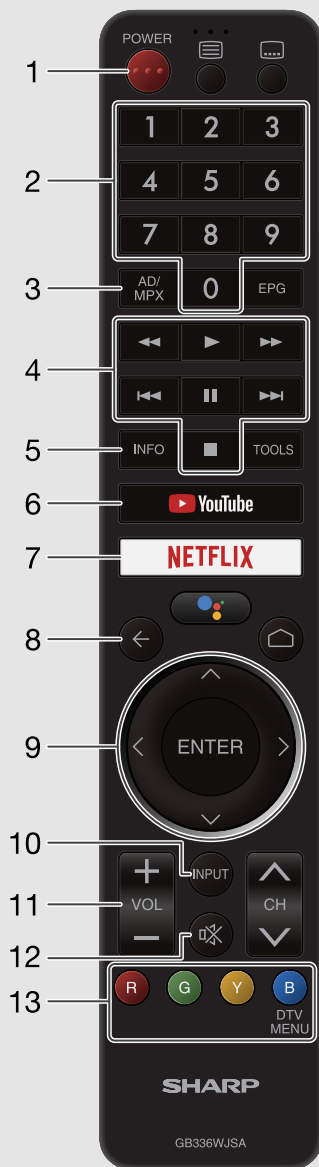 POWER
1
1 2 3
2
4 5 6
7 8 9
3
AD/
MPX
0
EPG
4
5
INFO
TOOLS
6
YouTube
7
NETFLIX
8
9
ENTER
10
INPUT
11
VOL
CH
12
13
R G Y B
DTV
MENU
SHARP
GB336WJSA